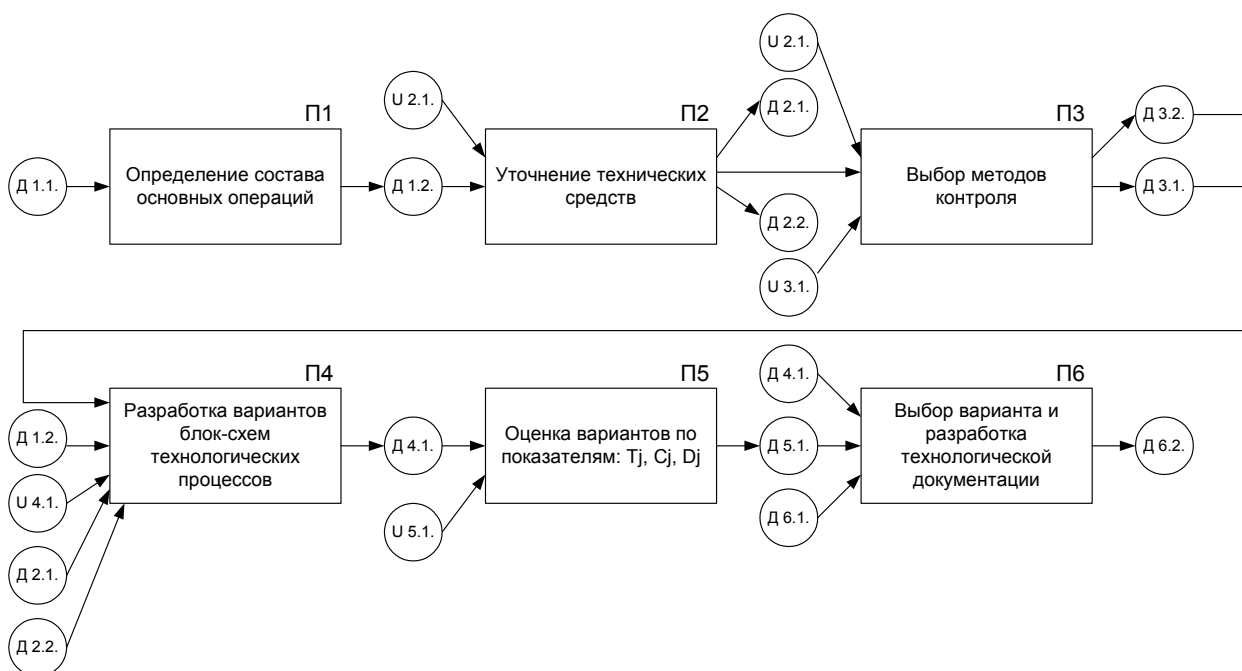 U 2.1.
П1
U 2.1.
П2
Д 2.1.
П3
Д 3.2.
Д 1.1.
Определение состава
основных операций
Д 1.2.
Уточнение технических
средств
Выбор методов
контроля
Д 3.1.
Д 2.2.
U 3.1.
П4
П5
Д 4.1.
П6
Д 1.2.
Разработка вариантов
блок-схем
технологических
процессов
Д 4.1.
Оценка вариантов по
показателям: Tj, Cj, Dj
Д 5.1.
Выбор варианта и
разработка
технологической
документации
Д 6.2.
U 4.1.
U 5.1.
Д 6.1.
Д 2.1.
Д 2.2.